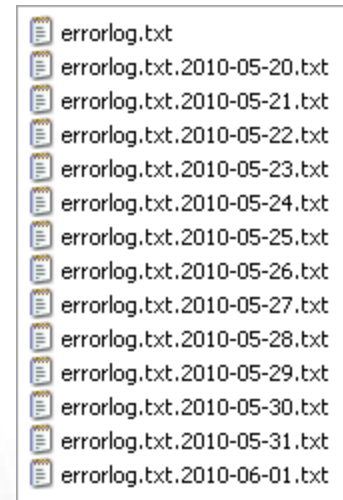 errorlog.txt
errorlog.txt.2010-05-20.txt
errorlog.txt.2010-05-21.txt
errorlog.txt.2010-05-22.txt
errorlog.txt.2010-05-23.txt
errorlog.txt.2010-05-24.txt
errorlog.txt.2010-05-25.txt
errorlog.txt.2010-05-26.txt
errorlog.txt.2010-05-27.txt
errorlog.txt.2010-05-28.txt
errorlog.txt.2010-05-29.txt
errorlog.txt.2010-05-30.txt
errorlog.txt.2010-05-31.txt
errorlog.txt.2010-06-01.txt